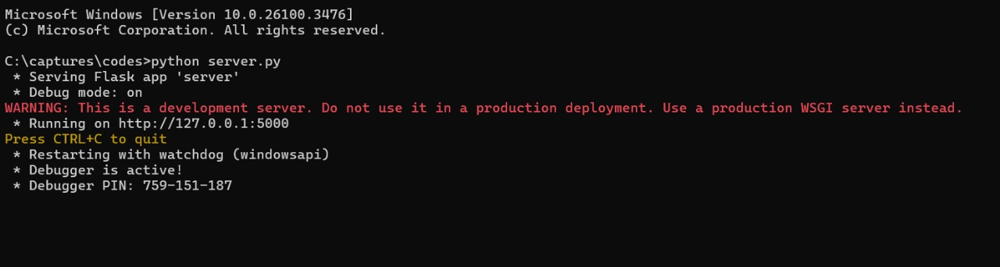 Microsoft Windows [Version 10.0.26100.3476]
(c) Microsoft Corporation. All rights reserved.
C:\captures\codes>python server.py
* Serving Flask app 'server'
* Debug mode: on
WARNING: This is a development server. Do not use it in a production deployment. Use a production WSGI server instead.
* Running on http://127.0.0.1:5000
Press CTRL+C to quit
* Restarting with watchdog (windowsapi)
* Debugger is active!
* Debugger PIN: 759-151-187